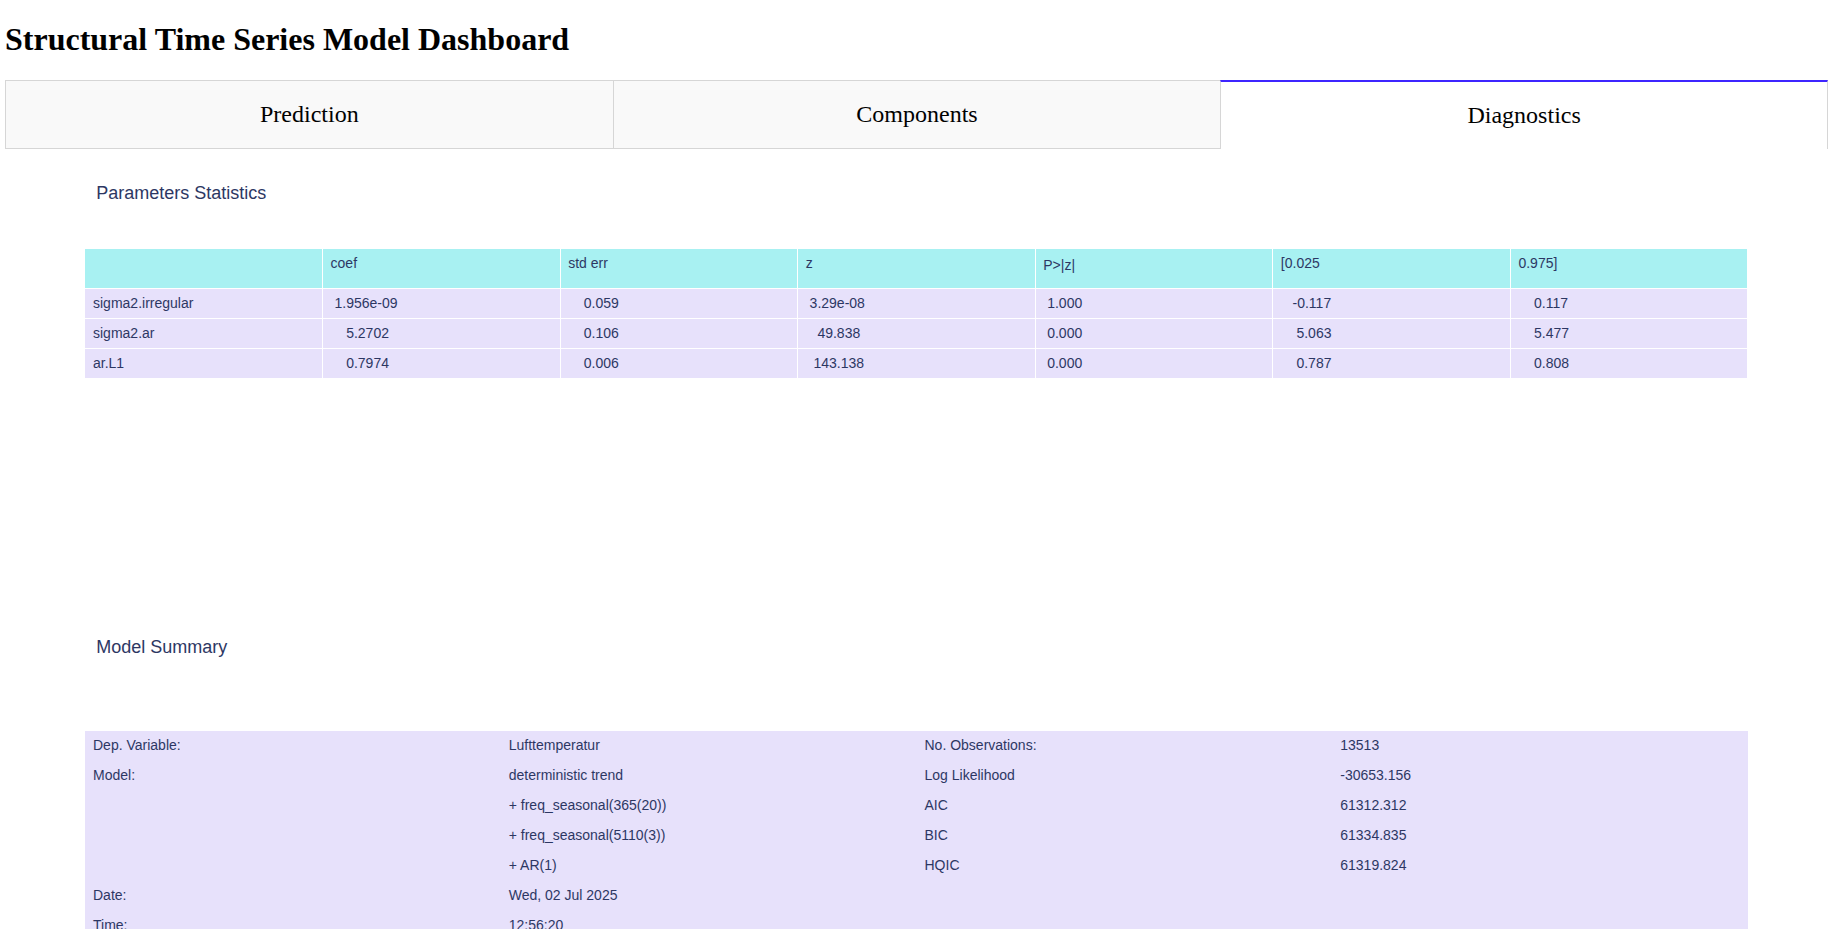 Structural Time Series Model Dashboard
Prediction Components Diagnostics
Parameters Statistics
coef std err z P>|z| [0.025 0.975]
sigma2.irregular 1.956e-09 0.059 3.29e-08 1.000 -0.117 0.117
sigma2.ar 5.2702 0.106 49.838 0.000 5.063 5.477
ar.L1 0.7974 0.006 143.138 0.000 0.787 0.808
Model Summary
Dep. Variable: Lufttemperatur No. Observations: 13513
Model: deterministic trend Log Likelihood -30653.156
+ freq_seasonal(365(20)) AIC 61312.312
+ freq_seasonal(5110(3)) BIC 61334.835
+ AR(1) HQIC 61319.824
Date: Wed, 02 Jul 2025
Time: 12:56:20